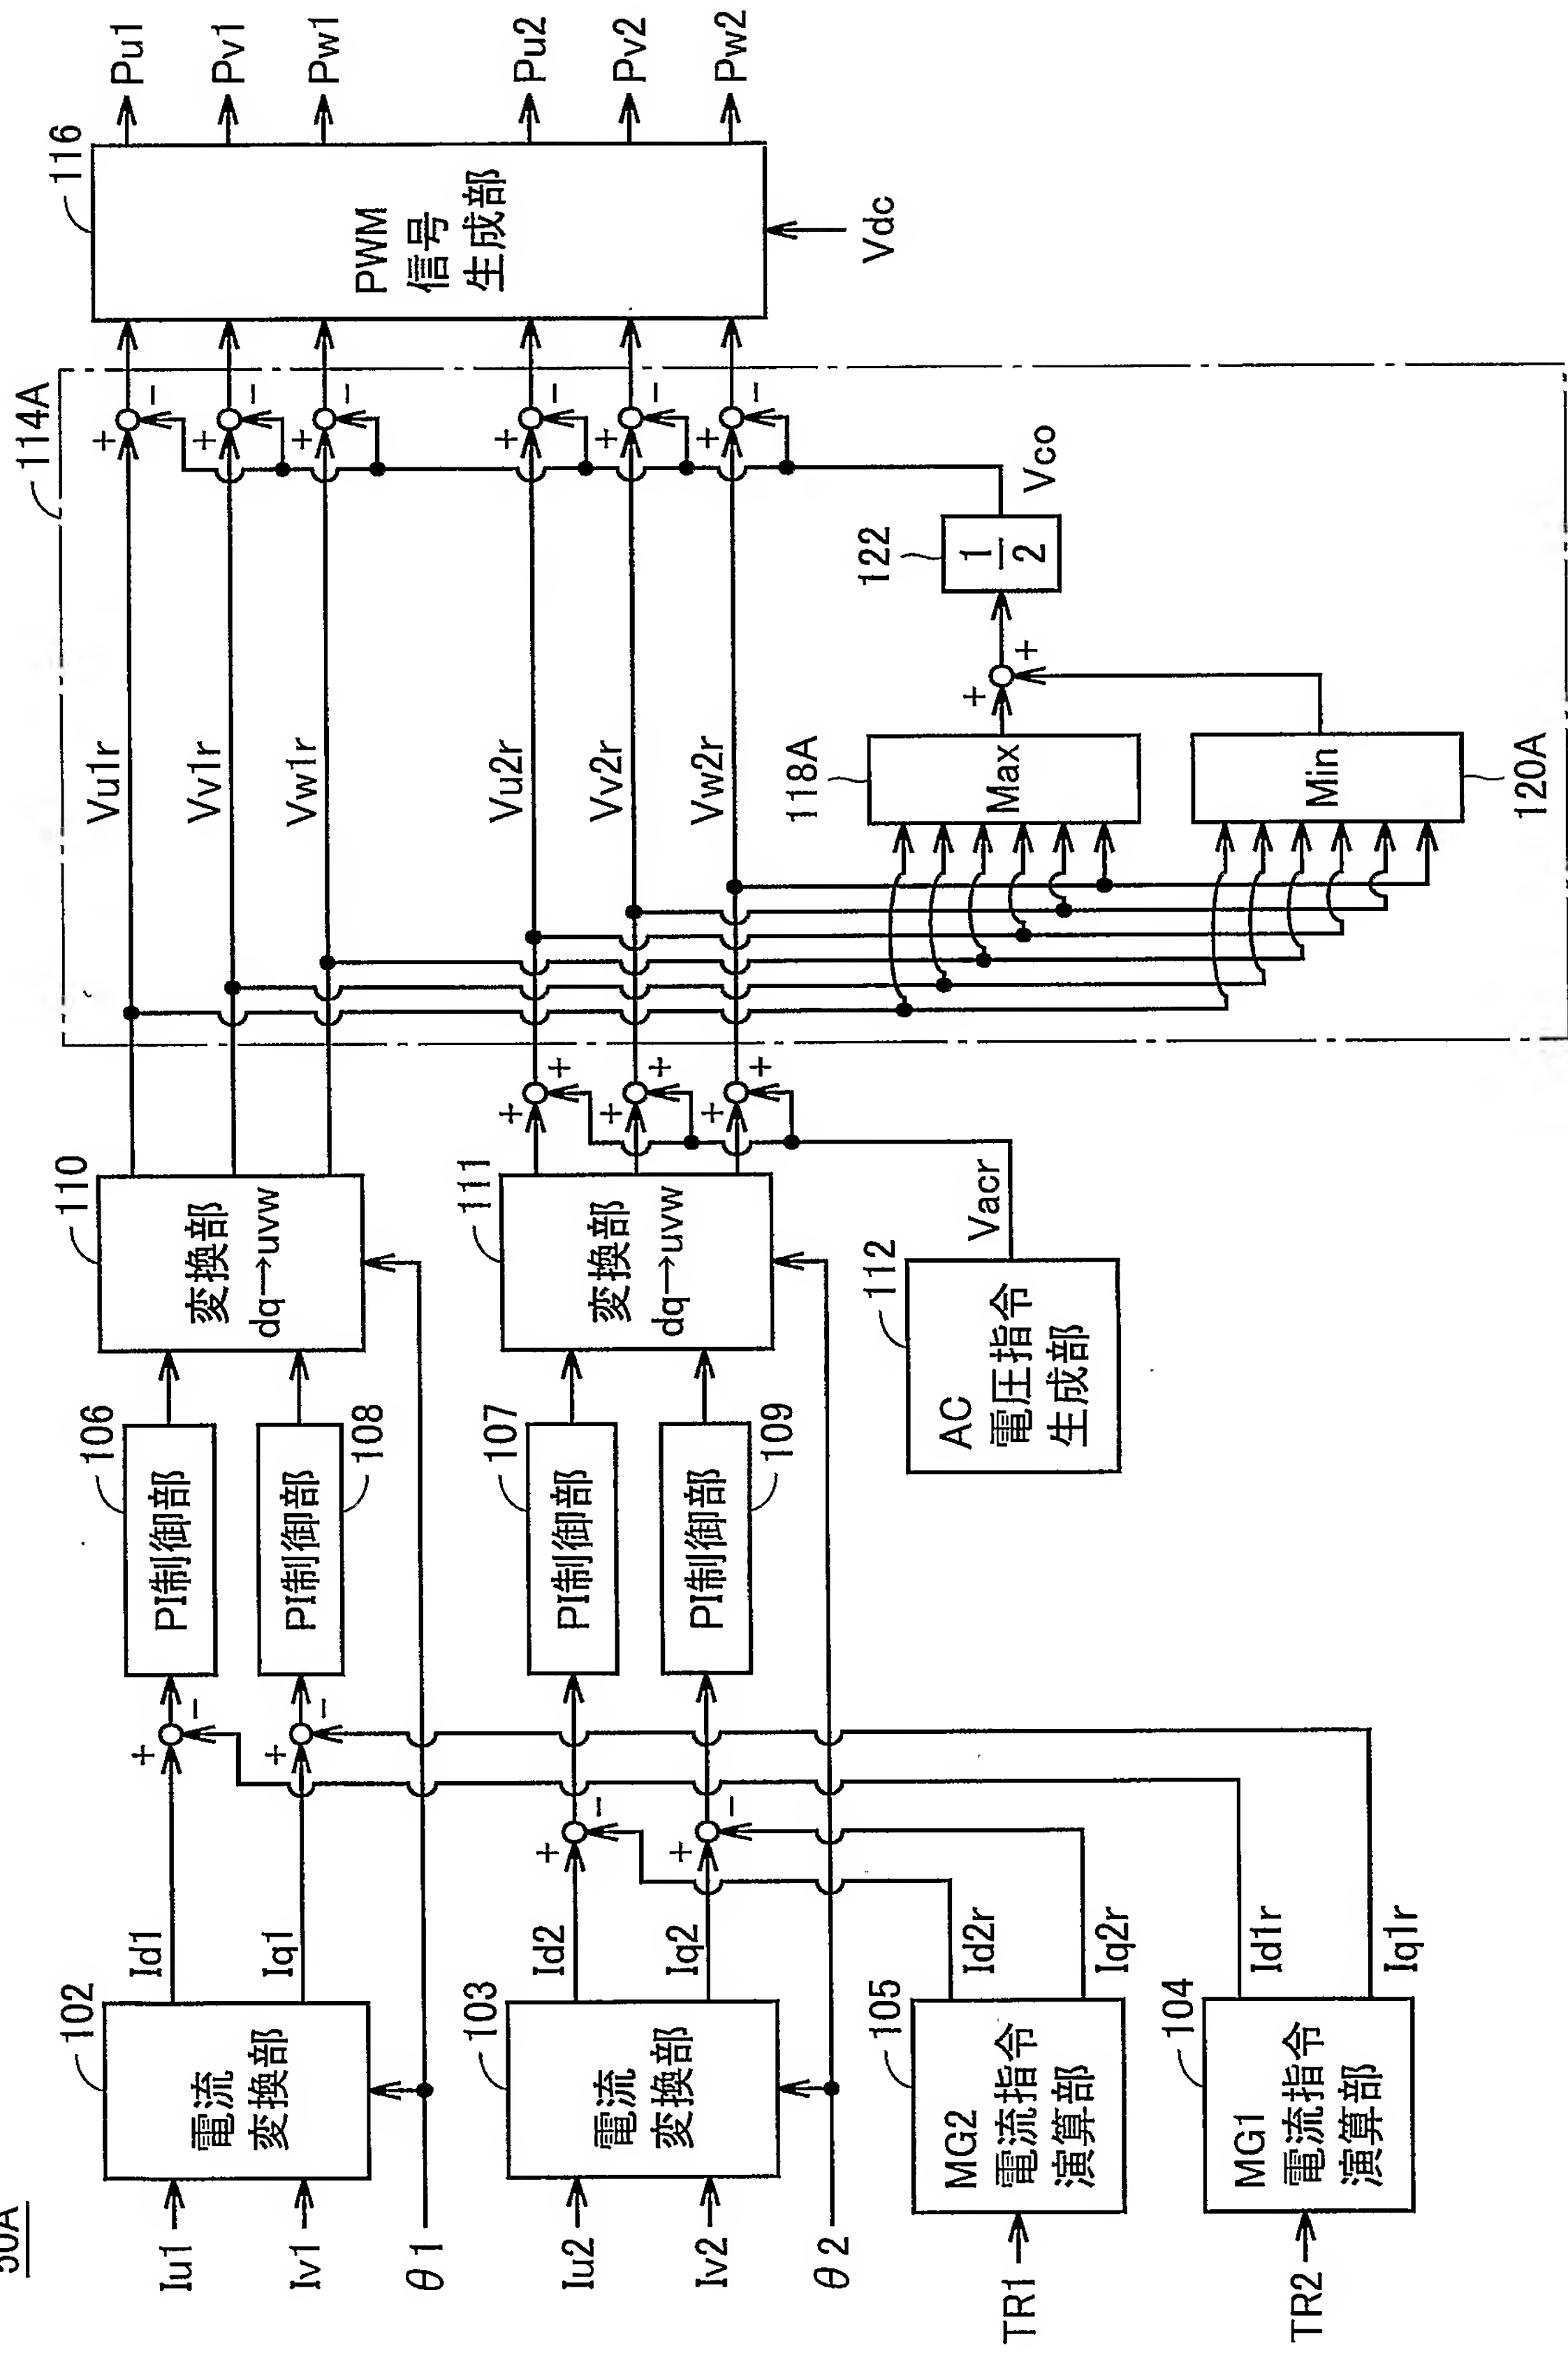 50A
Iu1
Iv1
θ1
Iu2
Iv2
θ2
TR1
TR2
102
電流
変換部
103
電流
変換部
105
MG2
電流指令
演算部
104
MG1
電流指令
演算部
Id1
Iq1
Id2
Iq2
Id2r
Iq2r
Id1r
Iq1r
+
−
+
−
+
−
+
−
106
PI制御部
108
PI制御部
107
PI制御部
109
PI制御部
110
変換部
dq→uvw
111
変換部
dq→uvw
112
AC
電圧指令
生成部
Vacr
+
+
+
+
+
+
114A
Vu1r
Vv1r
Vw1r
Vu2r
Vv2r
Vw2r
118A
Max
Min
120A
+
+
122
1
2
Vco
+
−
+
−
+
−
+
−
+
−
+
−
116
PWM
信号
生成部
Vdc
Pu1
Pv1
Pw1
Pu2
Pv2
Pw2